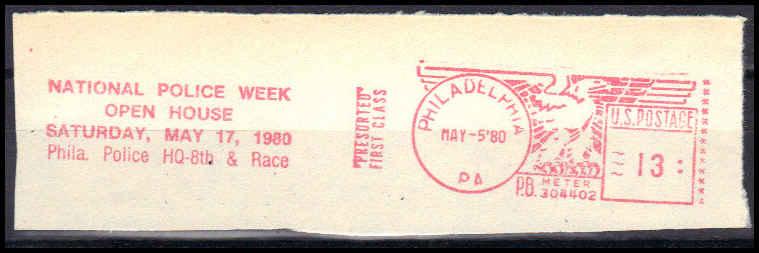 NATIONAL POLICE WEEK
OPEN HOUSE
SATURDAY, MAY 17, 1980
Phila. Police HQ-8th & Race
"PRESORTED"
FIRST CLASS
PHILADELPHIA
MAY-5'80
PA
P.B. METER
304402
U.S. POSTAGE
13: